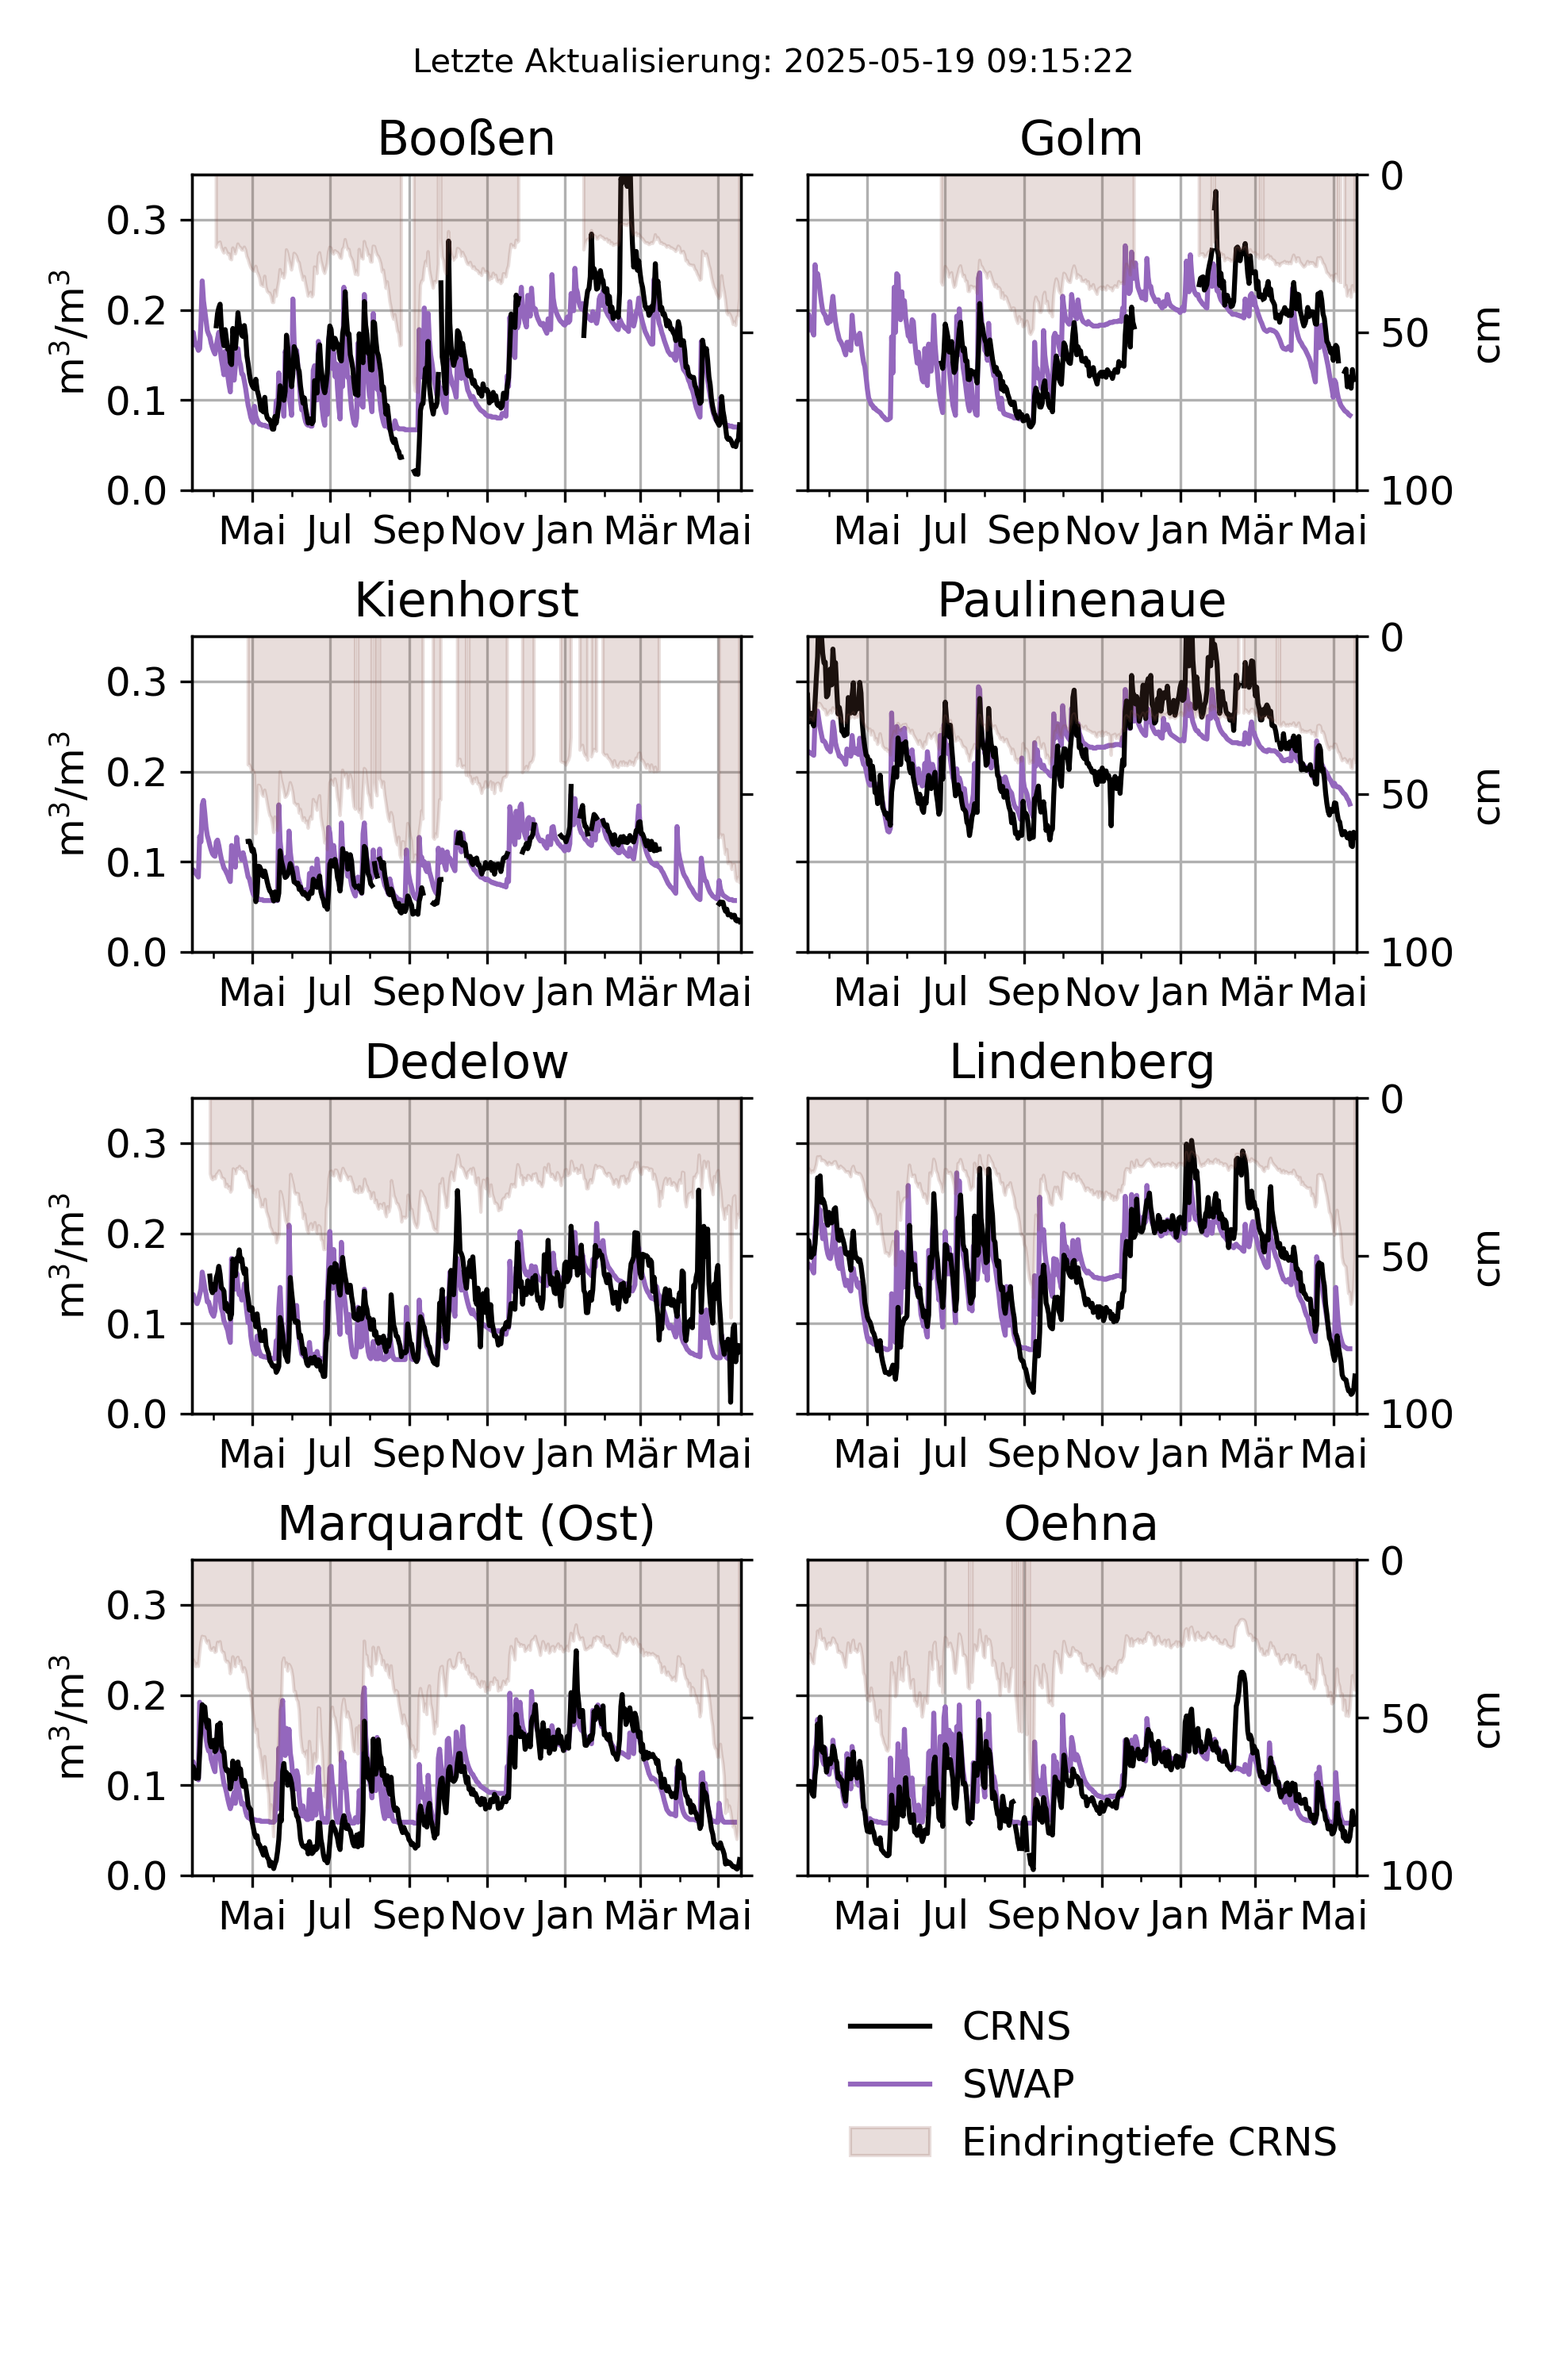 Letzte Aktualisierung: 2025-05-19 09:15:22
Booßen
Golm
m³/m³
0.3
0.2
0.1
0.0
Mai Jul Sep Nov Jan Mär Mai
Mai Jul Sep Nov Jan Mär Mai
0
50
100
cm
Kienhorst
Paulinenaue
m³/m³
0.3
0.2
0.1
0.0
Mai Jul Sep Nov Jan Mär Mai
Mai Jul Sep Nov Jan Mär Mai
0
50
100
cm
Dedelow
Lindenberg
m³/m³
0.3
0.2
0.1
0.0
Mai Jul Sep Nov Jan Mär Mai
Mai Jul Sep Nov Jan Mär Mai
0
50
100
cm
Marquardt (Ost)
Oehna
m³/m³
0.3
0.2
0.1
0.0
Mai Jul Sep Nov Jan Mär Mai
Mai Jul Sep Nov Jan Mär Mai
0
50
100
cm
CRNS
SWAP
Eindringtiefe CRNS